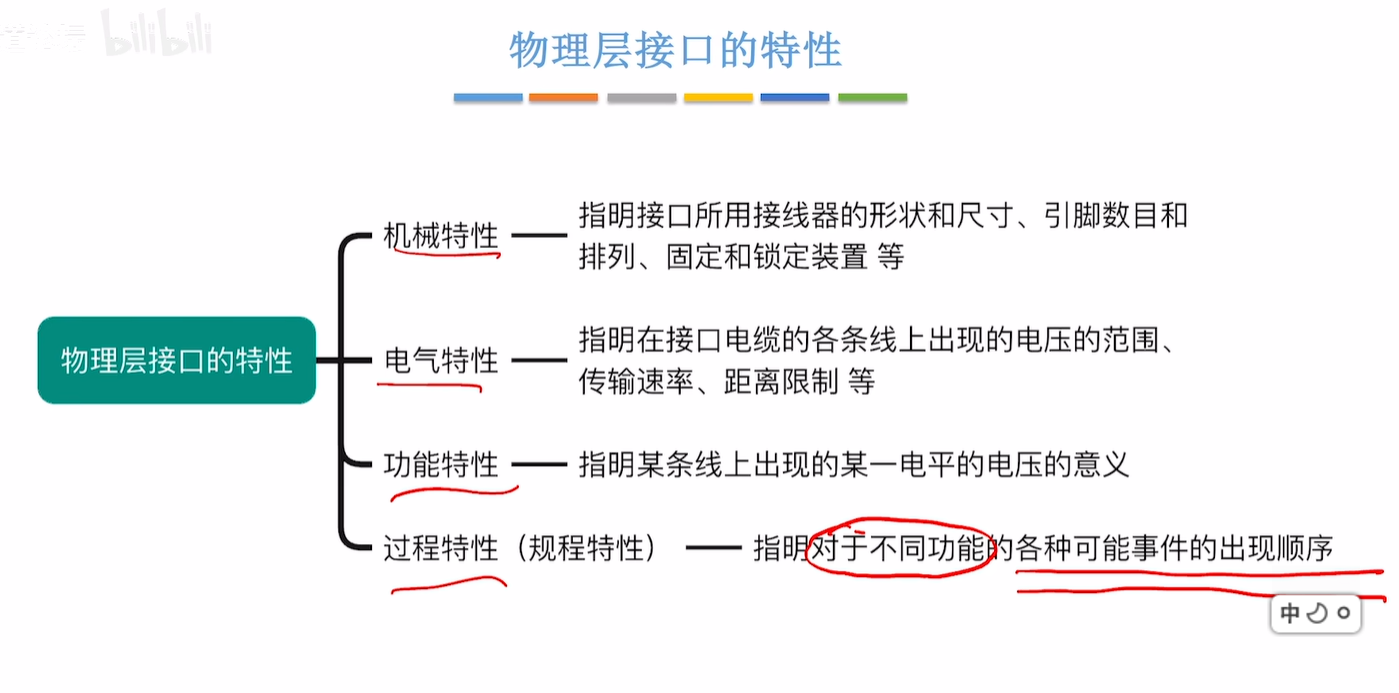 bilibili
物理层接口的特性
物理层接口的特性
机械特性
指明接口所用接线器的形状和尺寸、引脚数目和
排列、固定和锁定装置 等
电气特性
指明在接口电缆的各条线上出现的电压的范围、
传输速率、距离限制 等
功能特性
指明某条线上出现的某一电平的电压的意义
过程特性（规程特性）
指明对于不同功能的各种可能事件的出现顺序
中